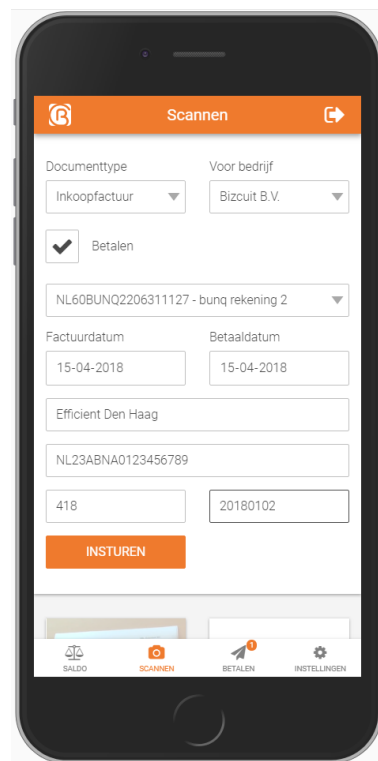 Scannen
Documenttype Voor bedrijf
Inkoopfactuur Bizcuit B.V.
Betalen
NL60BUNQ2206311127 - bunq rekening 2
Factuurdatum Betaaldatum
15-04-2018 15-04-2018
Efficient Den Haag
NL23ABNA0123456789
418 20180102
INSTUREN
1
SALDO SCANNEN BETALEN INSTELLINGEN